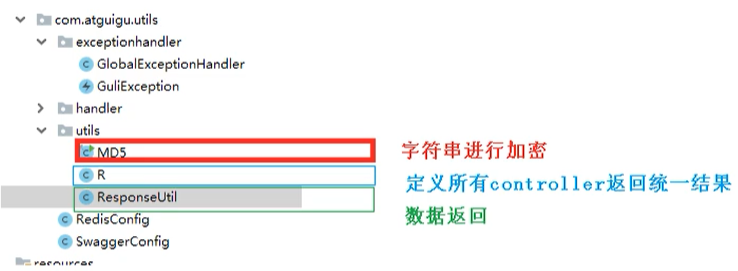 com.atguigu.utils
exceptionhandler
GlobalExceptionHandler
GuliException
handler
utils
MD5 字符串进行加密
R 定义所有controller返回统一结果
ResponseUtil 数据返回
RedisConfig
SwaggerConfig
resources